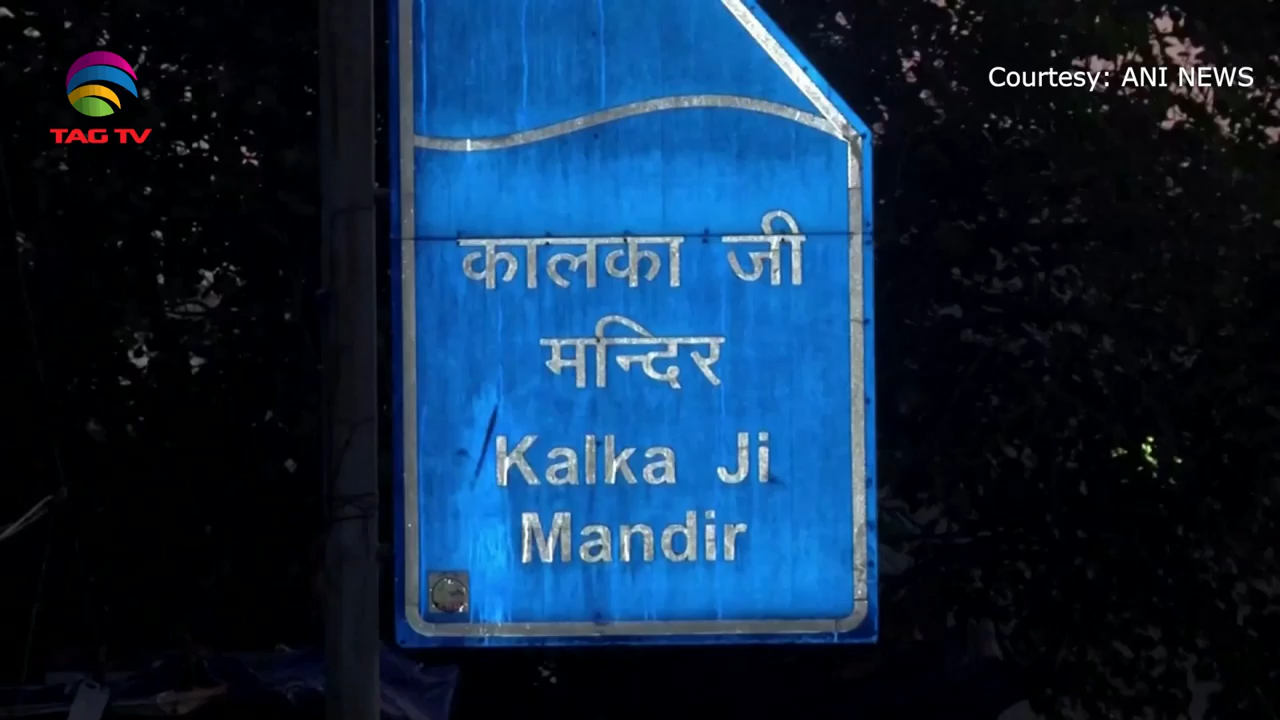 TAG TV
Courtesy: ANI NEWS
कालका जी
मन्दिर
Kalka Ji
Mandir